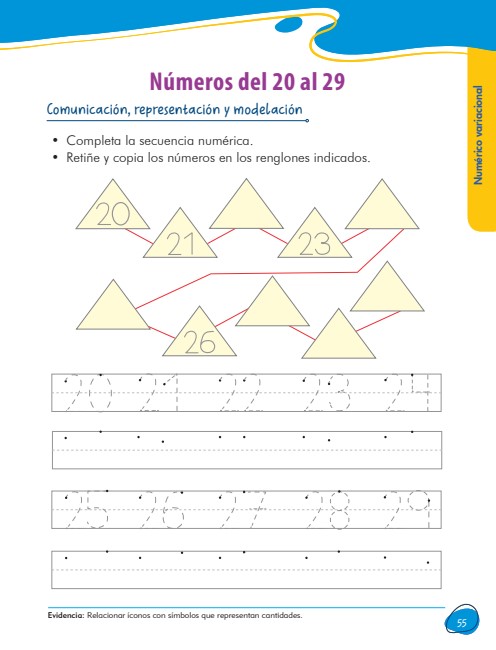 Números del 20 al 29
Comunicación, representación y modelación
Numérico variacional
• Completa la secuencia numérica.
• Retiñe y copia los números en los renglones indicados.
20
21
23
26
20 21 22 23 24
25 26 27 28 29
Evidencia: Relacionar íconos con símbolos que representan cantidades.
55